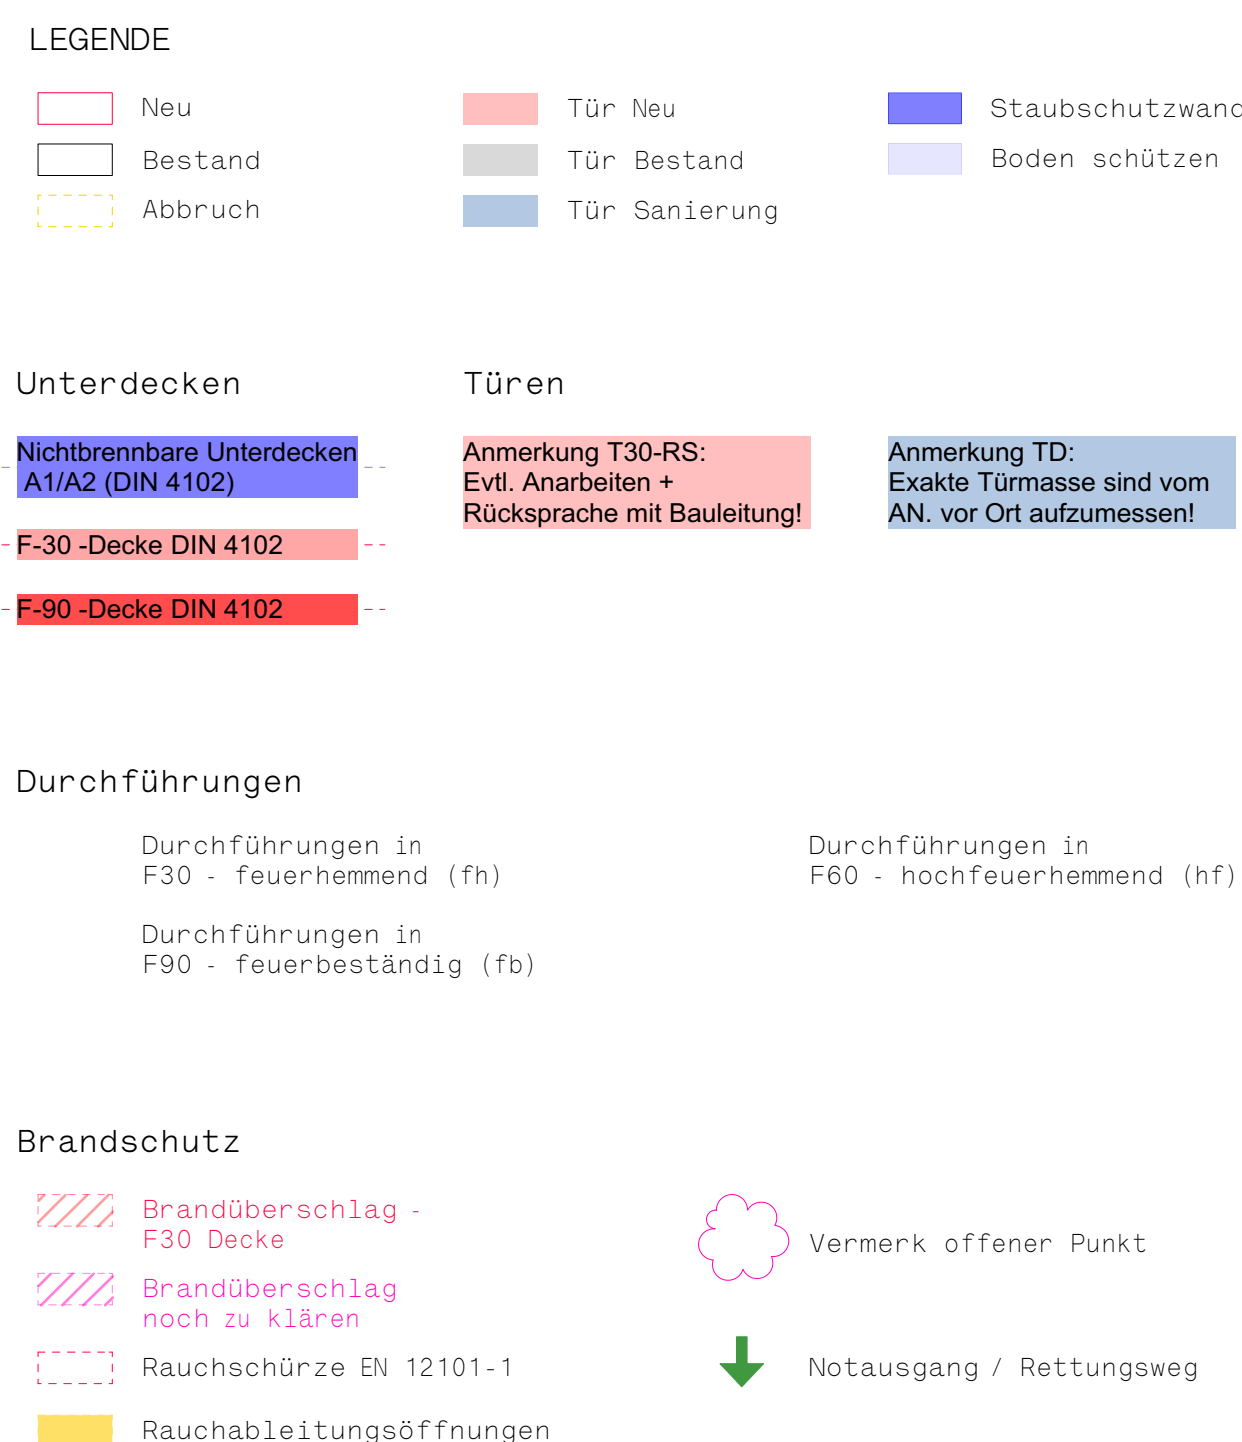 LEGENDE
Neu
Tür Neu
Staubschutzwand
Bestand
Tür Bestand
Boden schützen
Abbruch
Tür Sanierung
Unterdecken
Türen
Nichtbrennbare Unterdecken
A1/A2 (DIN 4102)
F-30 -Decke DIN 4102
F-90 -Decke DIN 4102
Anmerkung T30-RS:
Evtl. Anarbeiten +
Rücksprache mit Bauleitung!
Anmerkung TD:
Exakte Türmasse sind vom
AN. vor Ort aufzumessen!
Durchführungen
Durchführungen in
F30 - feuerhemmend (fh)
Durchführungen in
F60 - hochfeuerhemmend (hf)
Durchführungen in
F90 - feuerbeständig (fb)
Brandschutz
Brandüberschlag -
F30 Decke
Vermerk offener Punkt
Brandüberschlag
noch zu klären
Rauchschürze EN 12101-1
Notausgang / Rettungsweg
Rauchableitungsöffnungen